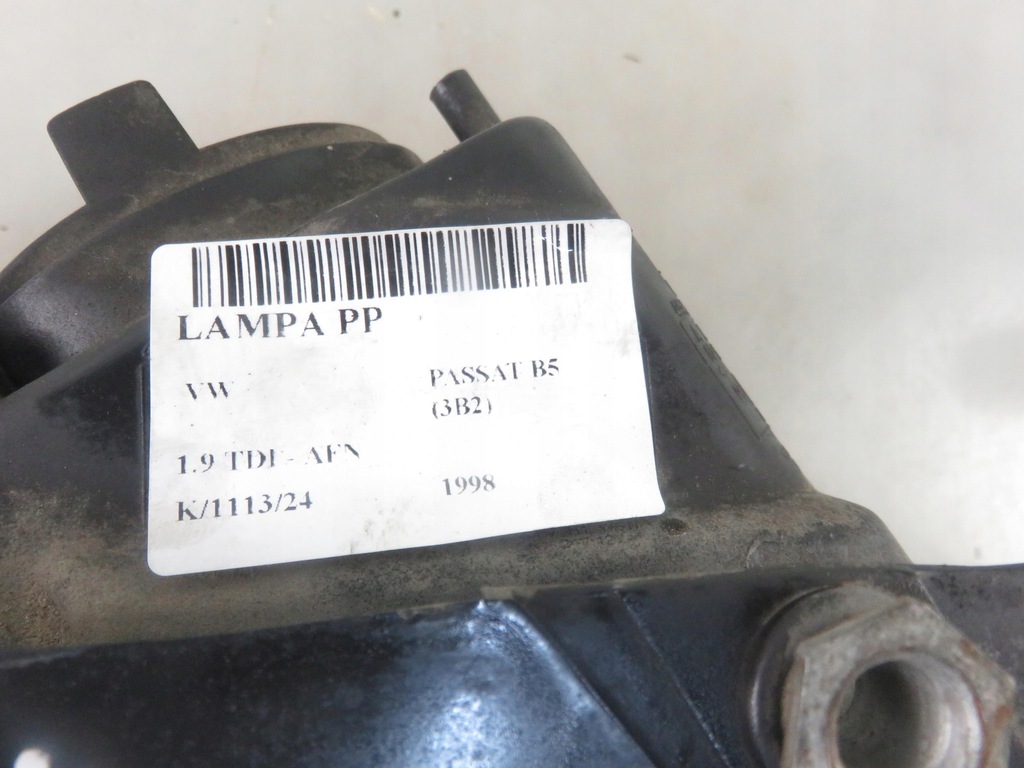 LAMPA PP
VW PASSAT B5
(3B2)
1.9 TDI - AFN
K/1113/24 1998